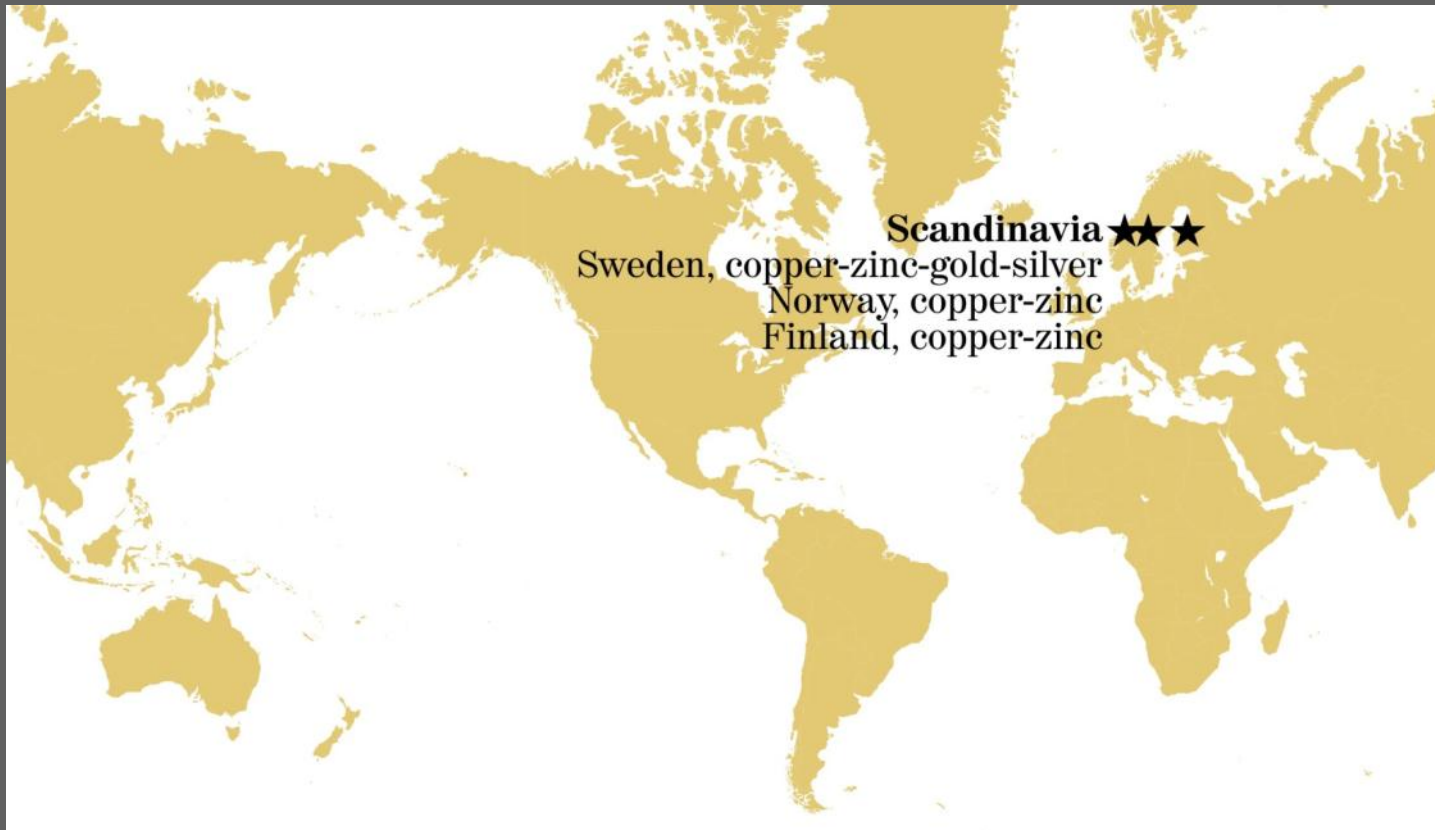 Scandinavia
Sweden, copper-zinc-gold-silver
Norway, copper-zinc
Finland, copper-zinc